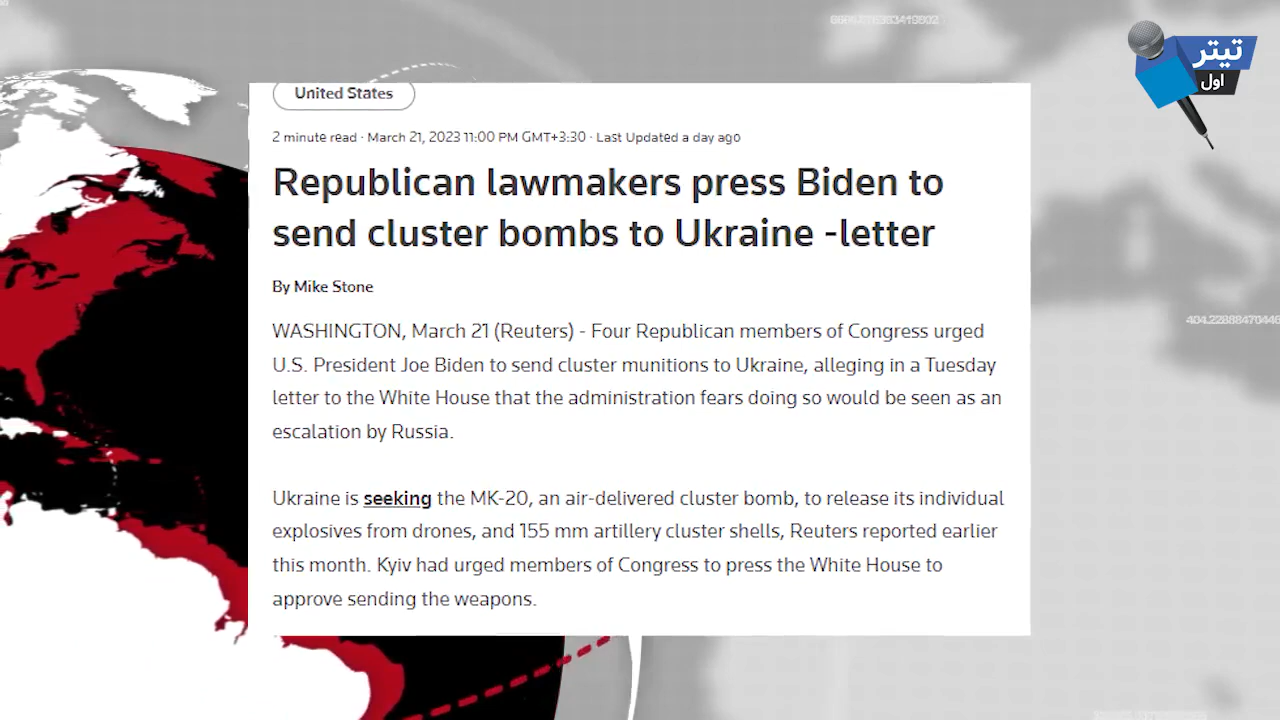 6684.678983419802
تیتر
اول
United States
2 minute read · March 21, 2023 11:00 PM GMT+3:30 · Last Updated a day ago
Republican lawmakers press Biden to
send cluster bombs to Ukraine -letter
By Mike Stone
WASHINGTON, March 21 (Reuters) - Four Republican members of Congress urged
U.S. President Joe Biden to send cluster munitions to Ukraine, alleging in a Tuesday
letter to the White House that the administration fears doing so would be seen as an
escalation by Russia.
Ukraine is seeking the MK-20, an air-delivered cluster bomb, to release its individual
explosives from drones, and 155 mm artillery cluster shells, Reuters reported earlier
this month. Kyiv had urged members of Congress to press the White House to
approve sending the weapons.